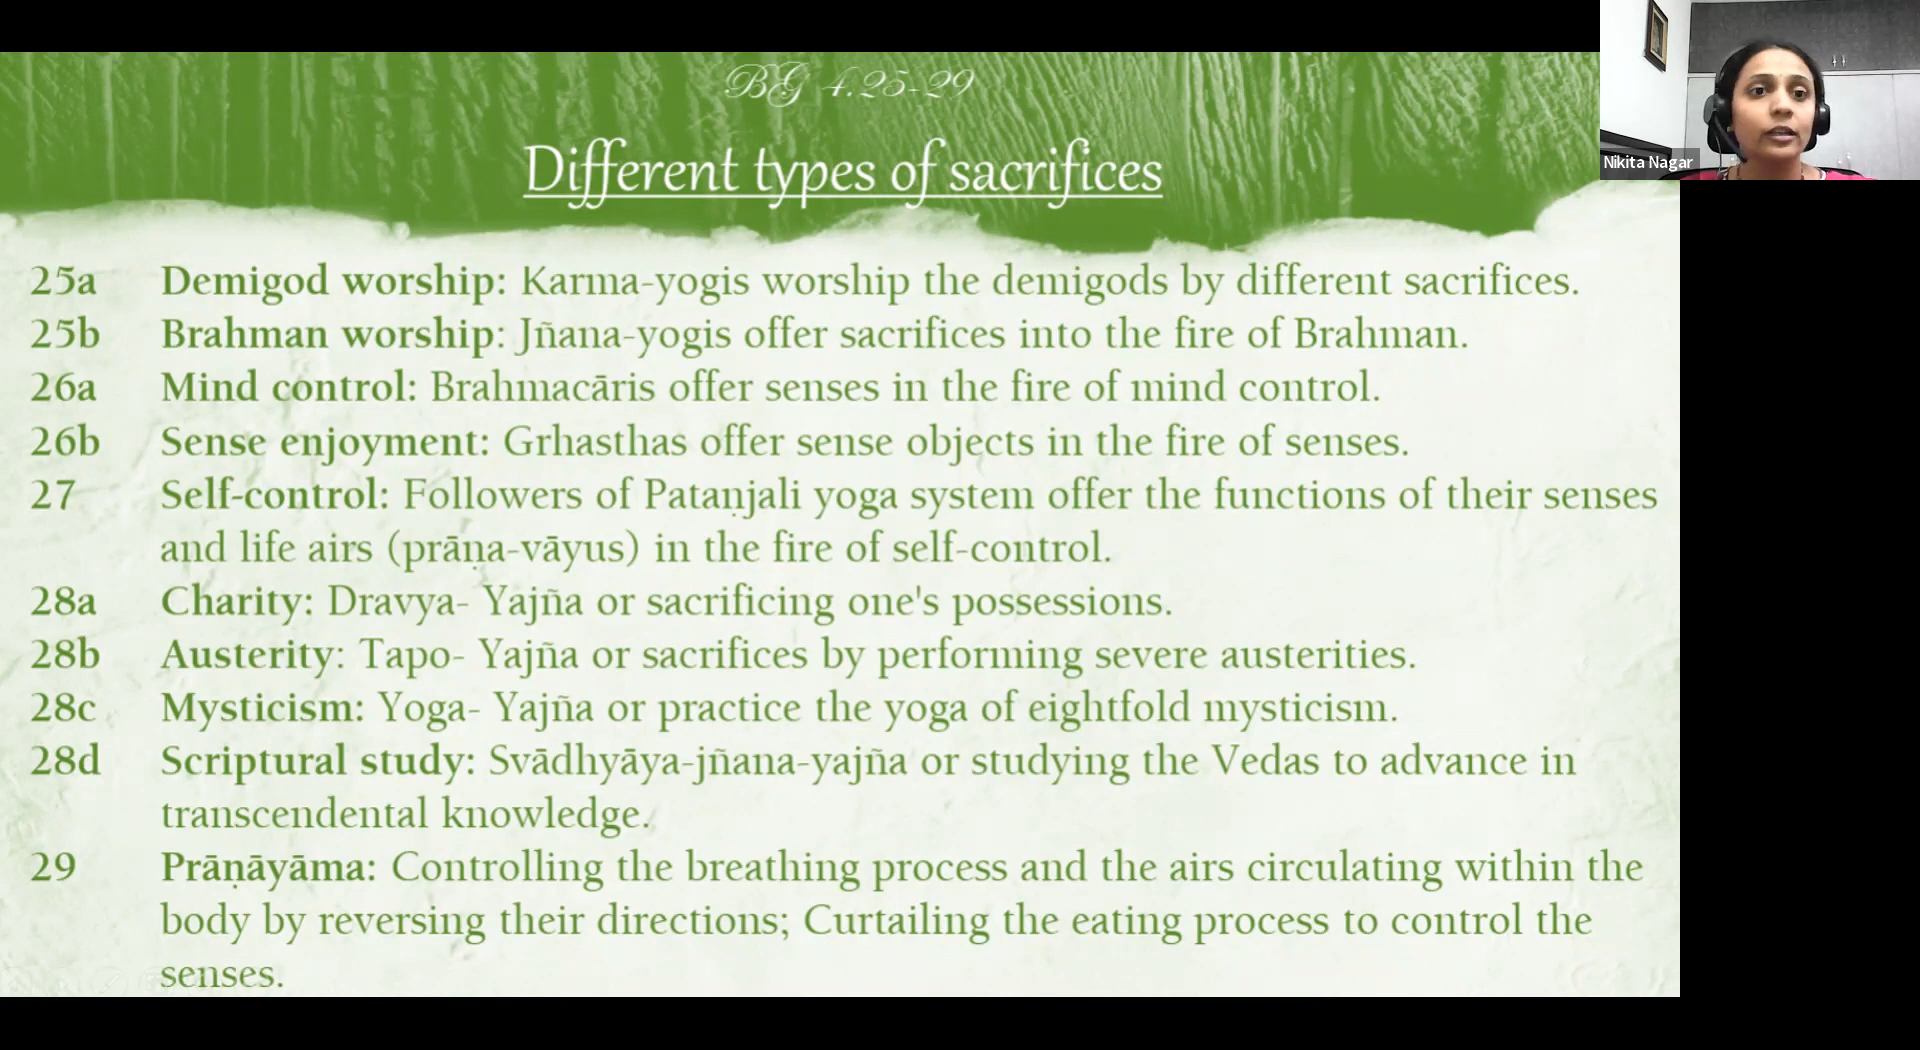 BG 4.25-29
Nikita Nagar
Different types of sacrifices
25a Demigod worship: Karma-yogis worship the demigods by different sacrifices.
25b Brahman worship: Jñana-yogis offer sacrifices into the fire of Brahman.
26a Mind control: Brahmacāris offer senses in the fire of mind control.
26b Sense enjoyment: Grhasthas offer sense objects in the fire of senses.
27 Self-control: Followers of Pataṇjali yoga system offer the functions of their senses
and life airs (prāṇa-vāyus) in the fire of self-control.
28a Charity: Dravya- Yajña or sacrificing one's possessions.
28b Austerity: Tapo- Yajña or sacrifices by performing severe austerities.
28c Mysticism: Yoga- Yajña or practice the yoga of eightfold mysticism.
28d Scriptural study: Svādhyāya-jñana-yajña or studying the Vedas to advance in
transcendental knowledge.
29 Prāṇāyāma: Controlling the breathing process and the airs circulating within the
body by reversing their directions; Curtailing the eating process to control the
senses.